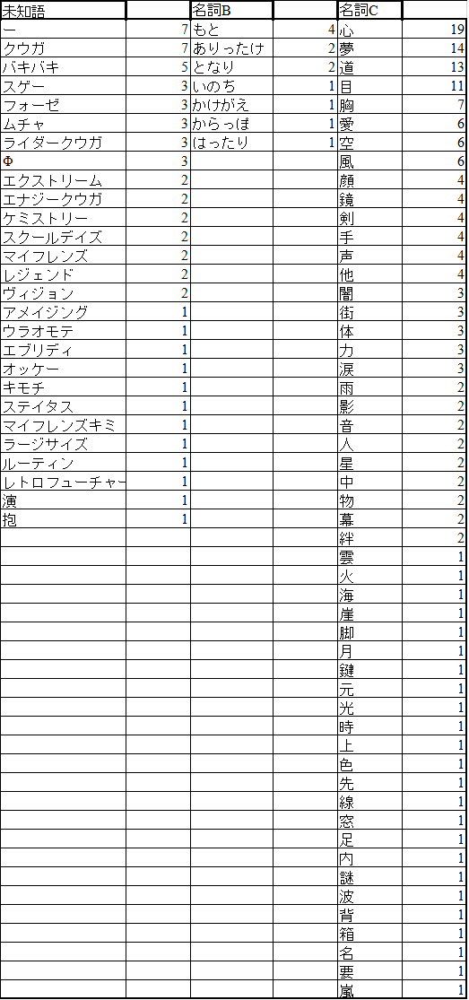 未知語 名詞B 名詞C
ー 7 もと 4 心 19
クウガ 7 ありったけ 2 夢 14
バキバキ 5 となり 2 道 13
スゲー 3 いのち 1 目 11
フォーゼ 3 かけがえ 1 胸 7
ムチャ 3 からっぽ 1 愛 6
ライダークウガ 3 はったり 1 空 6
Φ 3 風 6
エクストリーム 2 顔 4
エナジークウガ 2 鏡 4
ケミストリー 2 剣 4
スクールデイズ 2 手 4
マイフレンズ 2 声 4
レジェンド 2 他 4
ヴィジョン 2 闇 3
アメイジング 1 街 3
ウラオモテ 1 体 3
エブリディ 1 力 3
オッケー 1 涙 3
キモチ 1 雨 2
ステイタス 1 影 2
マイフレンズキミ 1 音 2
ラージサイズ 1 人 2
ルーティン 1 星 2
レトロフューチャー 1 中 2
演 1 物 2
抱 1 幕 2
絆 2
雲 1
火 1
海 1
崖 1
脚 1
月 1
鍵 1
元 1
光 1
時 1
上 1
色 1
先 1
線 1
窓 1
足 1
内 1
謎 1
波 1
背 1
箱 1
名 1
要 1
嵐 1